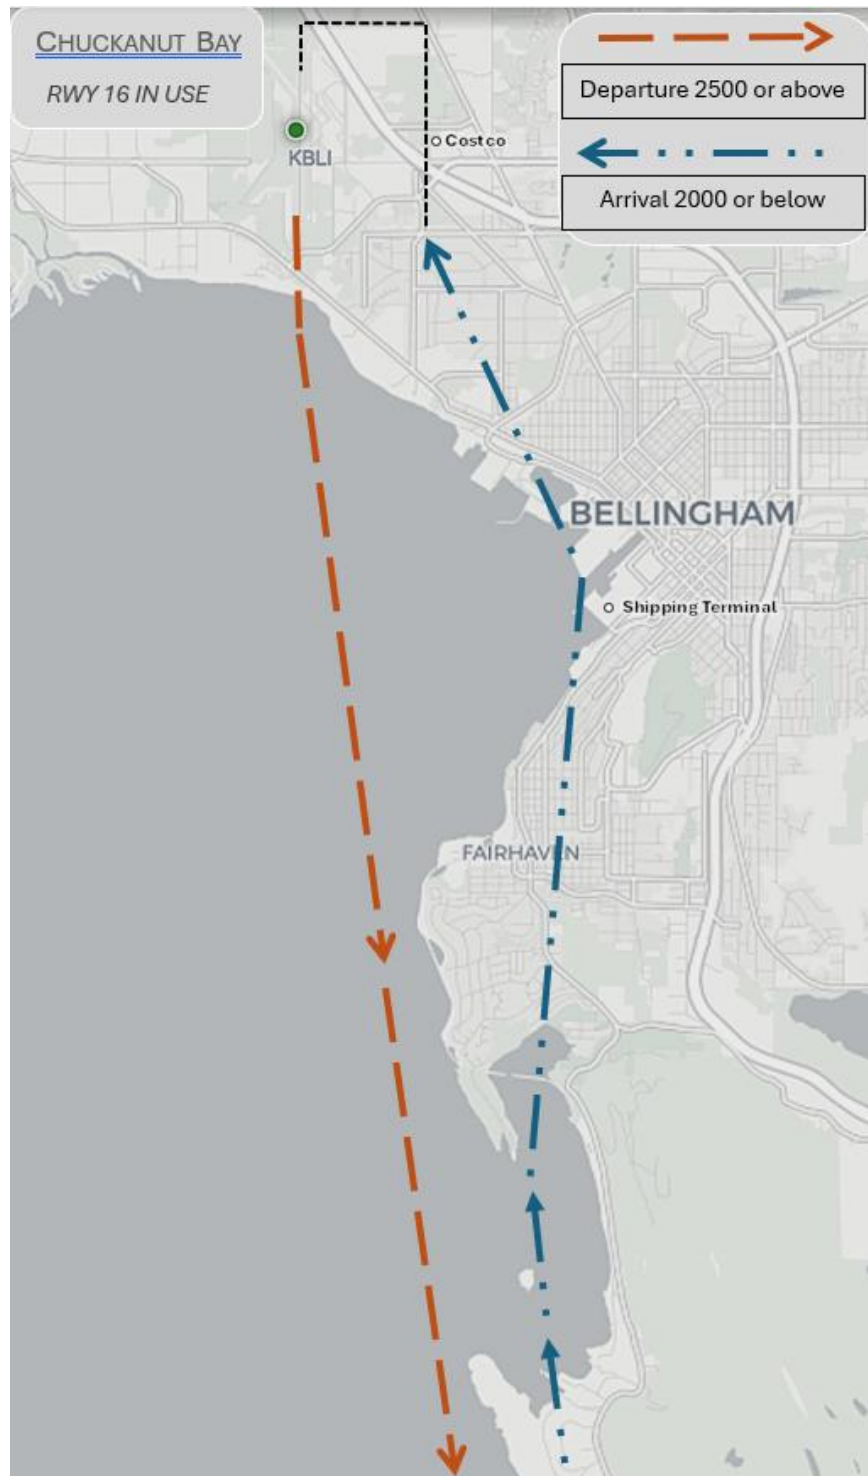 CHUCKANUT BAY
RWY 16 IN USE
Departure 2500 or above
Arrival 2000 or below
Costco
KBLI
BELLINGHAM
Shipping Terminal
FAIRHAVEN